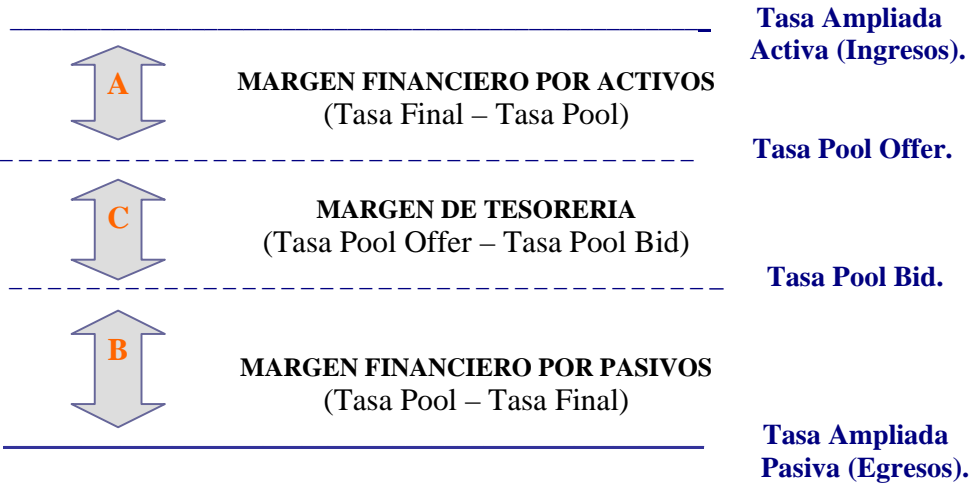 Tasa Ampliada
Activa (Ingresos).
A
MARGEN FINANCIERO POR ACTIVOS
(Tasa Final – Tasa Pool)
Tasa Pool Offer.
C
MARGEN DE TESORERIA
(Tasa Pool Offer – Tasa Pool Bid)
Tasa Pool Bid.
B
MARGEN FINANCIERO POR PASIVOS
(Tasa Pool – Tasa Final)
Tasa Ampliada
Pasiva (Egresos).